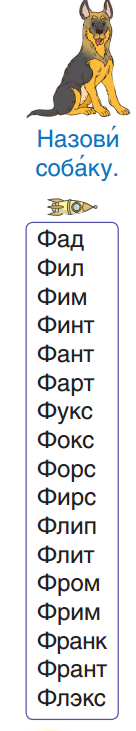 Назови́
соба́ку.
Фад
Фил
Фим
Финт
Фант
Фарт
Фукс
Фокс
Форс
Фирс
Флип
Флит
Фром
Фрим
Франк
Франт
Флэкс